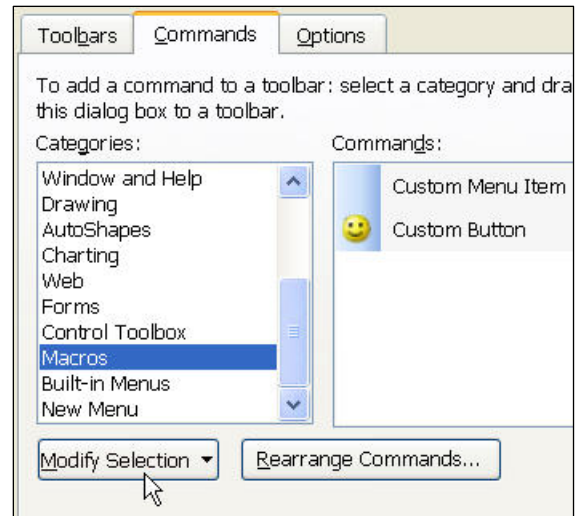 Toolbars Commands Options
To add a command to a toolbar: select a category and dra
this dialog box to a toolbar.
Categories: Commands:
Window and Help
Drawing
AutoShapes
Charting
Web
Forms
Control Toolbox
Macros
Built-in Menus
New Menu
Custom Menu Item
Custom Button
Modify Selection Rearrange Commands...